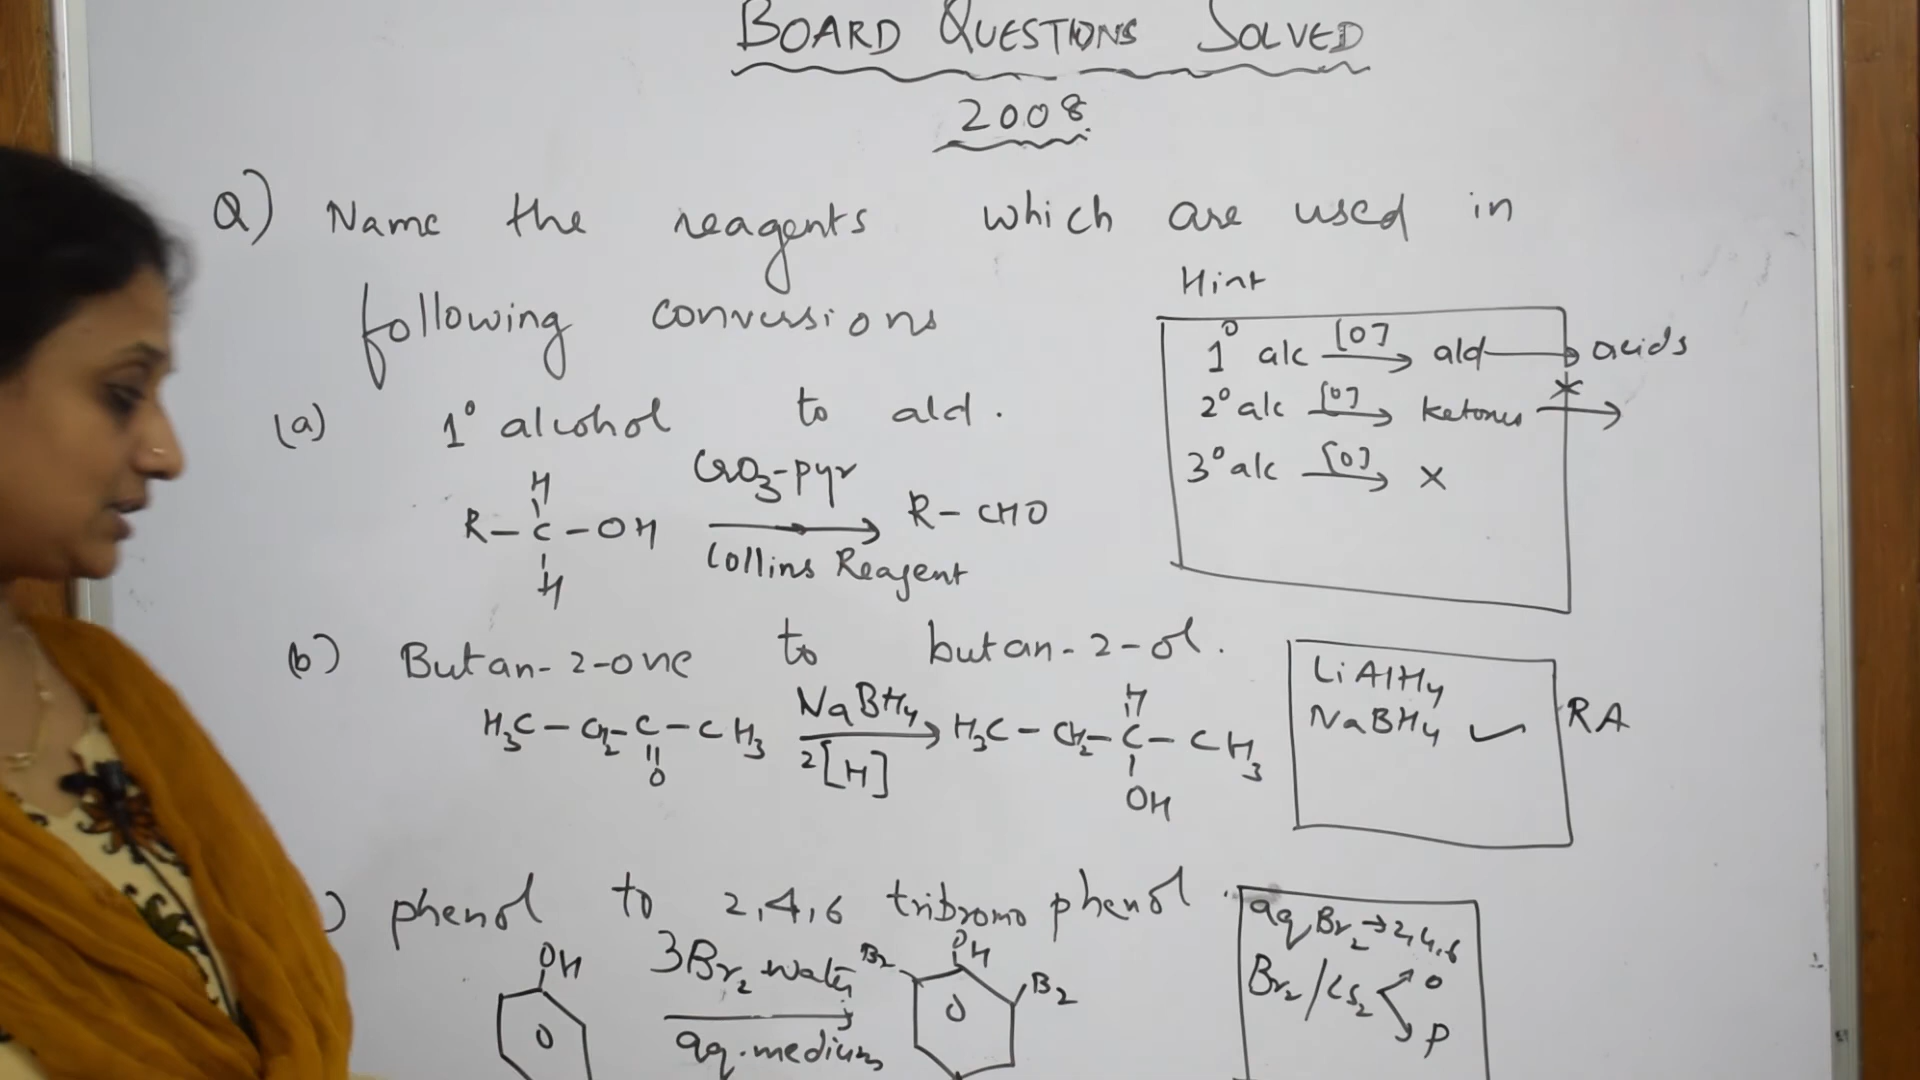 BOARD QUESTIONS SOLVED
2008
Q) Name the reagents which are used in
following conversions
Hint
1° alc [O] → ald → acids
2° alc [O] → ketones ✗→
3° alc [O] → x
(a) 1° alcohol to ald.
H
R – C – OH CrO3-pyr → R – CHO
H Collins Reagent
(b) Butan-2-one to butan-2-ol.
LiAlH4
NaBH4 ✓ RA
NaBH4 H
H3C – CH2 – C – CH3 → H3C – CH2 – C – CH3
O 2[H] OH
) phenol to 2,4,6 tribromo phenol.
aq Br2 → 2,4,6
Br2/CS2 o
p
OH 3Br2 water Br OH Br
aq. medium